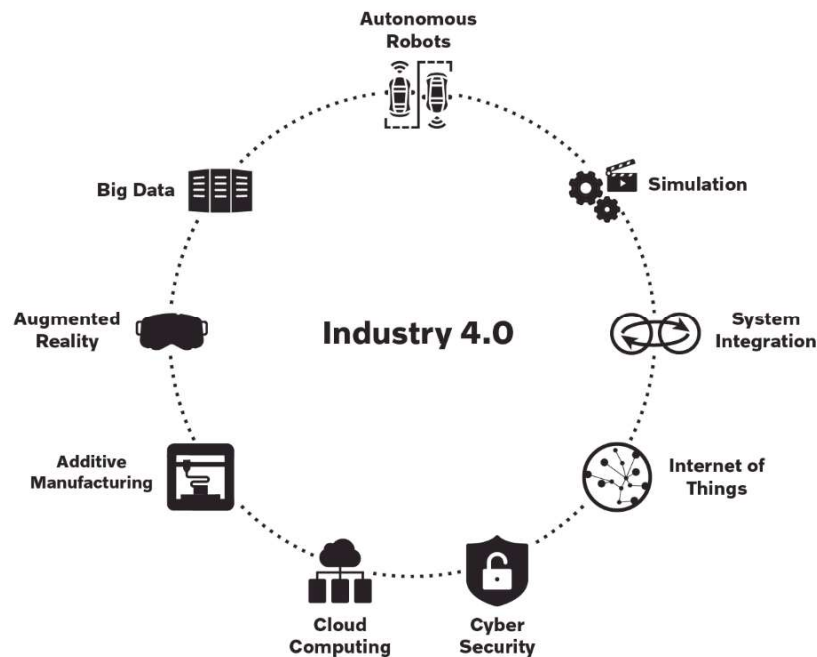 Autonomous
Robots
Big Data
Simulation
Augmented
Reality
Industry 4.0
System
Integration
Additive
Manufacturing
Internet of
Things
Cloud
Computing
Cyber
Security